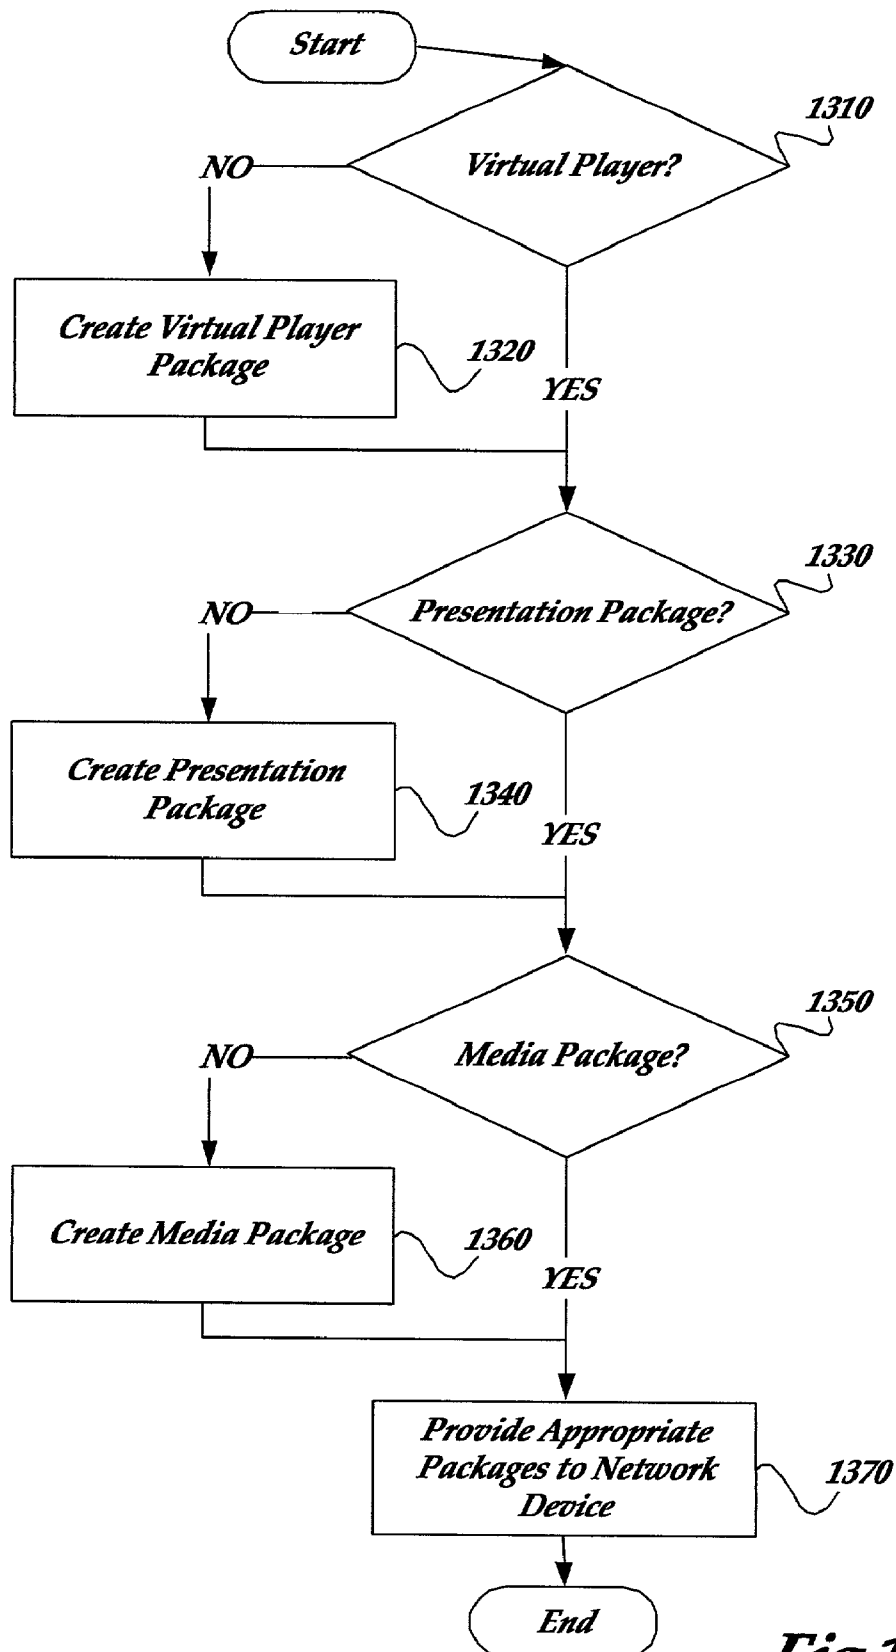 Start
1310
Virtual Player?
NO
Create Virtual Player
Package
1320
YES
1330
Presentation Package?
NO
Create Presentation
Package
1340
YES
1350
Media Package?
NO
Create Media Package
1360
YES
Provide Appropriate
Packages to Network
Device
1370
End